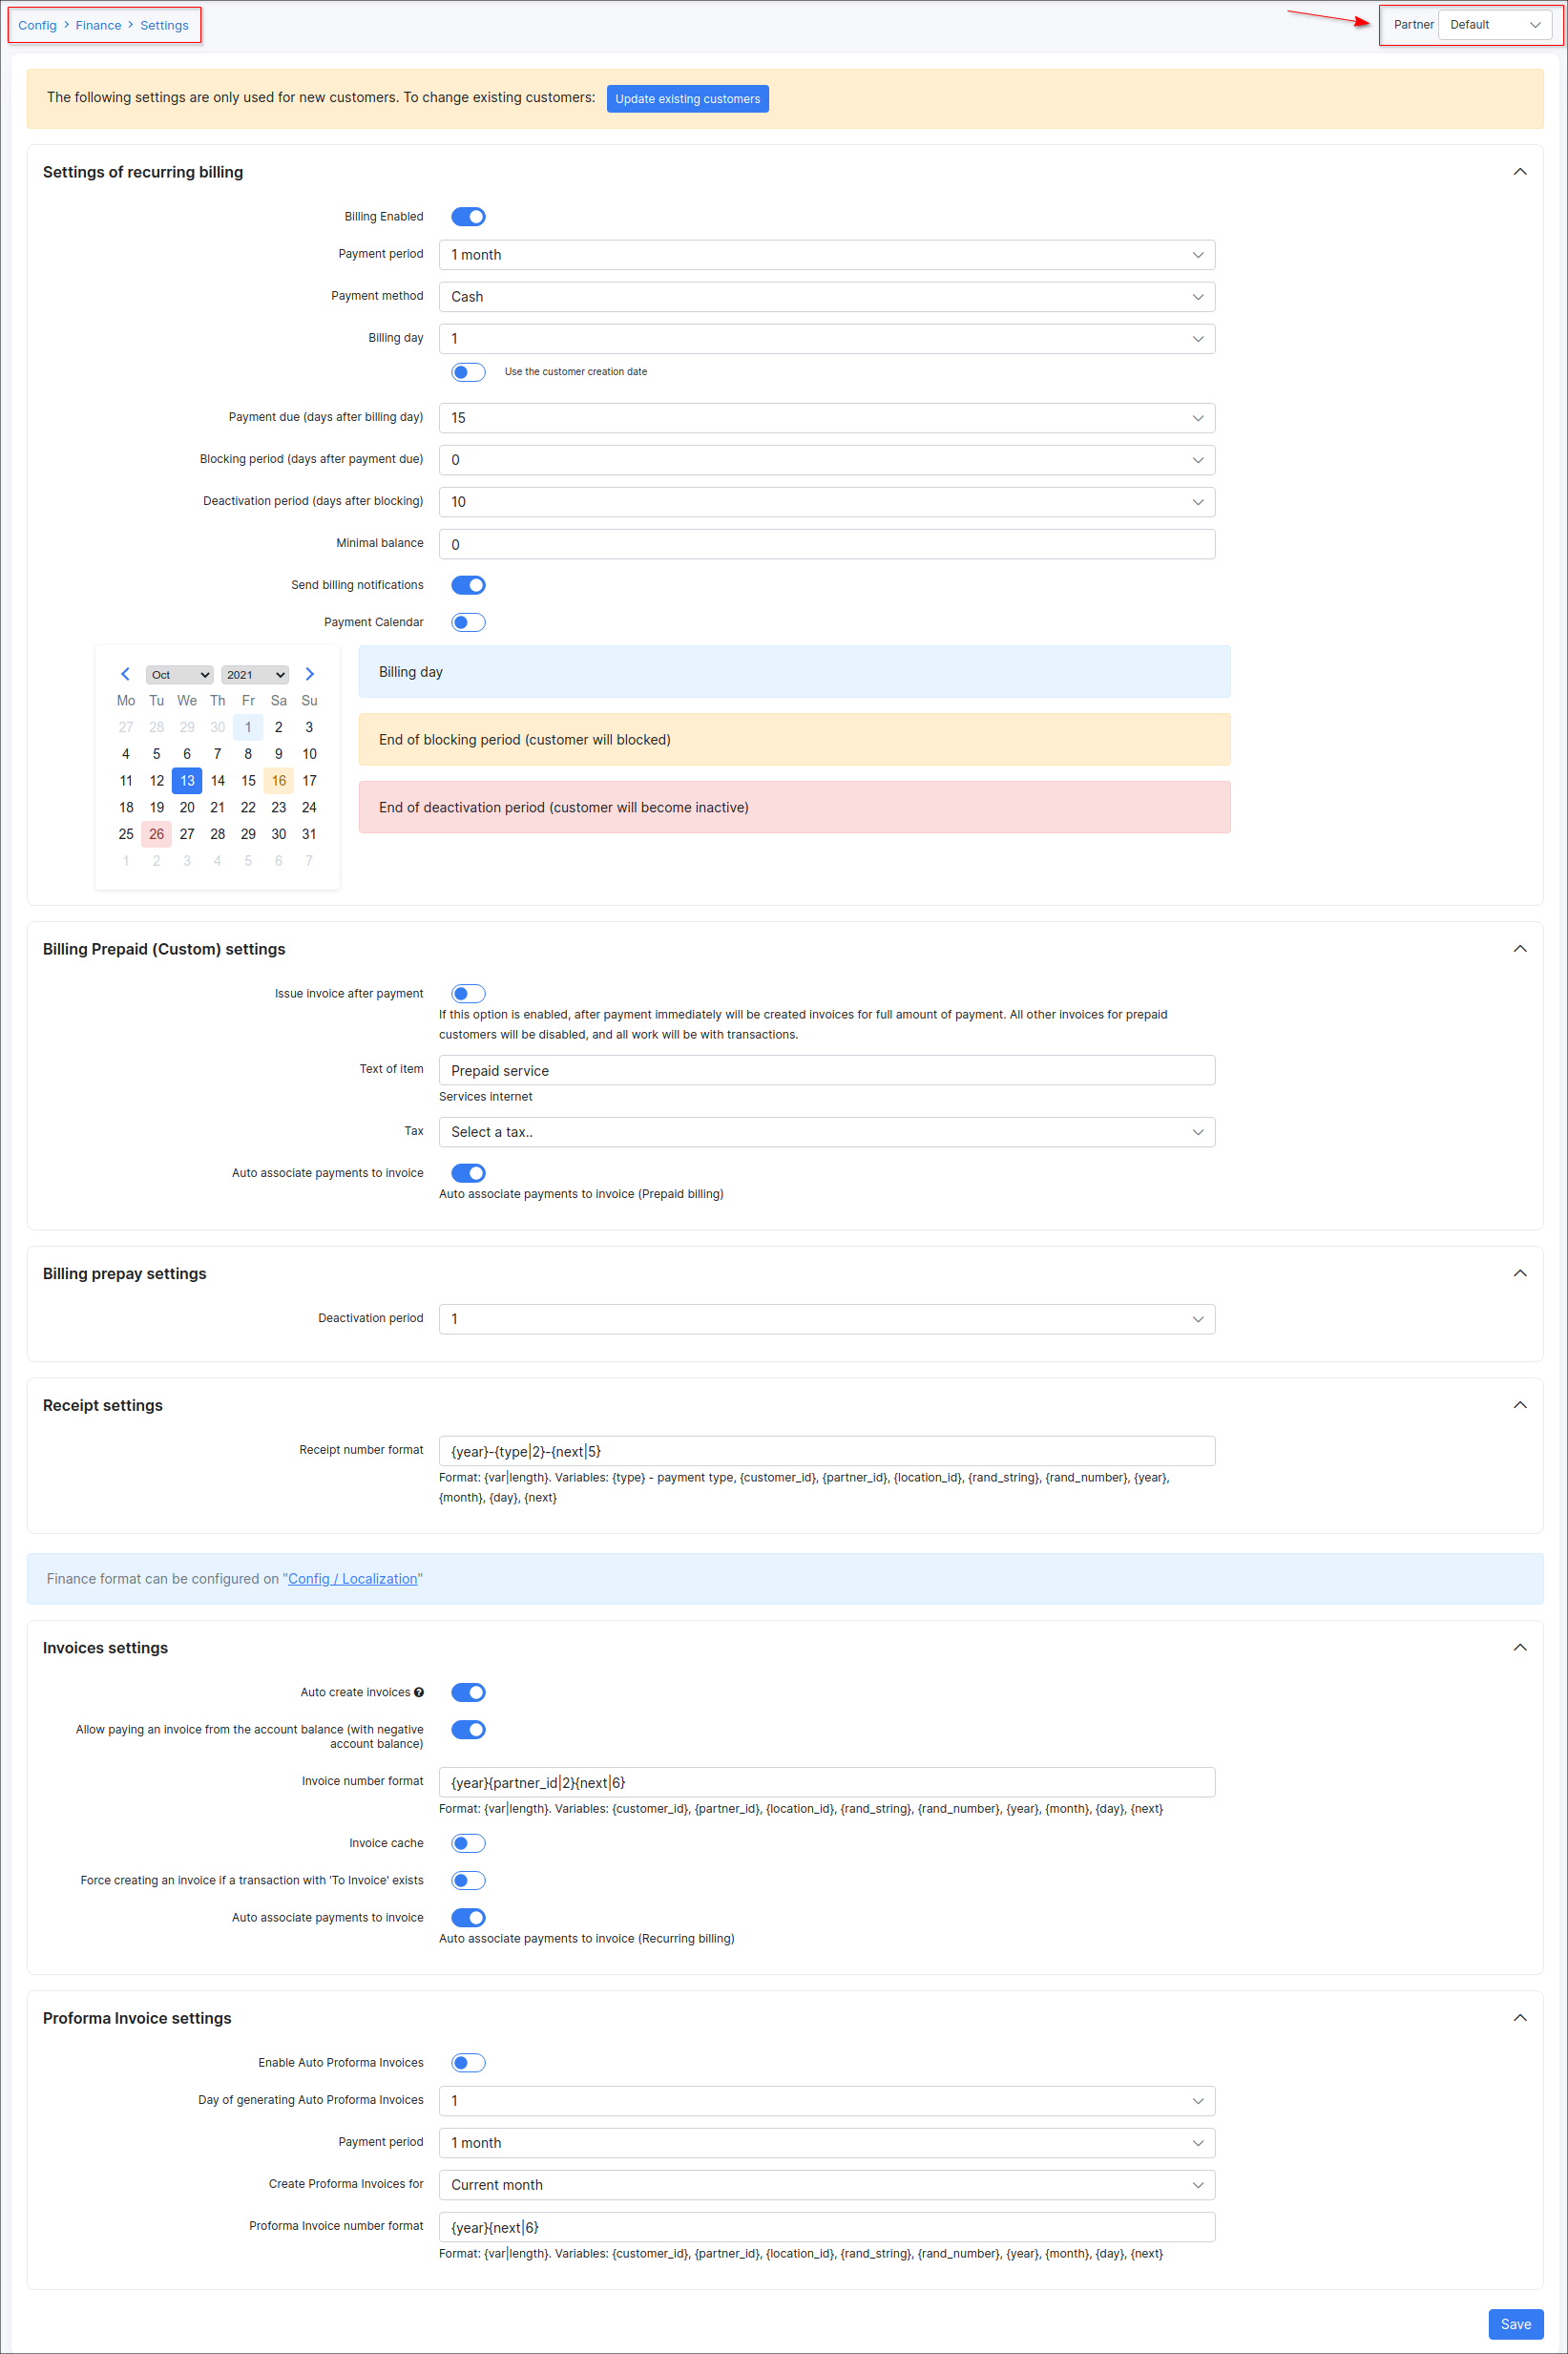 Config > Finance > Settings
Partner Default
The following settings are only used for new customers. To change existing customers: Update existing customers
Settings of recurring billing
Billing Enabled
Payment period 1 month
Payment method Cash
Billing day 1
Use the customer creation date
Payment due (days after billing day) 15
Blocking period (days after payment due) 0
Deactivation period (days after blocking) 10
Minimal balance 0
Send billing notifications
Payment Calendar
Oct 2021
Mo Tu We Th Fr Sa Su
27 28 29 30 1 2 3
4 5 6 7 8 9 10
11 12 13 14 15 16 17
18 19 20 21 22 23 24
25 26 27 28 29 30 31
1 2 3 4 5 6 7
Billing day
End of blocking period (customer will blocked)
End of deactivation period (customer will become inactive)
Billing Prepaid (Custom) settings
Issue invoice after payment
If this option is enabled, after payment immediately will be created invoices for full amount of payment. All other invoices for prepaid
customers will be disabled, and all work will be with transactions.
Text of item Prepaid service
Services internet
Tax Select a tax..
Auto associate payments to invoice
Auto associate payments to invoice (Prepaid billing)
Billing prepay settings
Deactivation period 1
Receipt settings
Receipt number format {year}-{type|2}-{next|5}
Format: {var|length}. Variables: {type} - payment type, {customer_id}, {partner_id}, {location_id}, {rand_string}, {rand_number}, {year},
{month}, {day}, {next}
Finance format can be configured on "Config / Localization"
Invoices settings
Auto create invoices ?
Allow paying an invoice from the account balance (with negative
account balance)
Invoice number format {year}{partner_id|2}{next|6}
Format: {var|length}. Variables: {customer_id}, {partner_id}, {location_id}, {rand_string}, {rand_number}, {year}, {month}, {day}, {next}
Invoice cache
Force creating an invoice if a transaction with 'To Invoice' exists
Auto associate payments to invoice
Auto associate payments to invoice (Recurring billing)
Proforma Invoice settings
Enable Auto Proforma Invoices
Day of generating Auto Proforma Invoices 1
Payment period 1 month
Create Proforma Invoices for Current month
Proforma Invoice number format {year}{next|6}
Format: {var|length}. Variables: {customer_id}, {partner_id}, {location_id}, {rand_string}, {rand_number}, {year}, {month}, {day}, {next}
Save